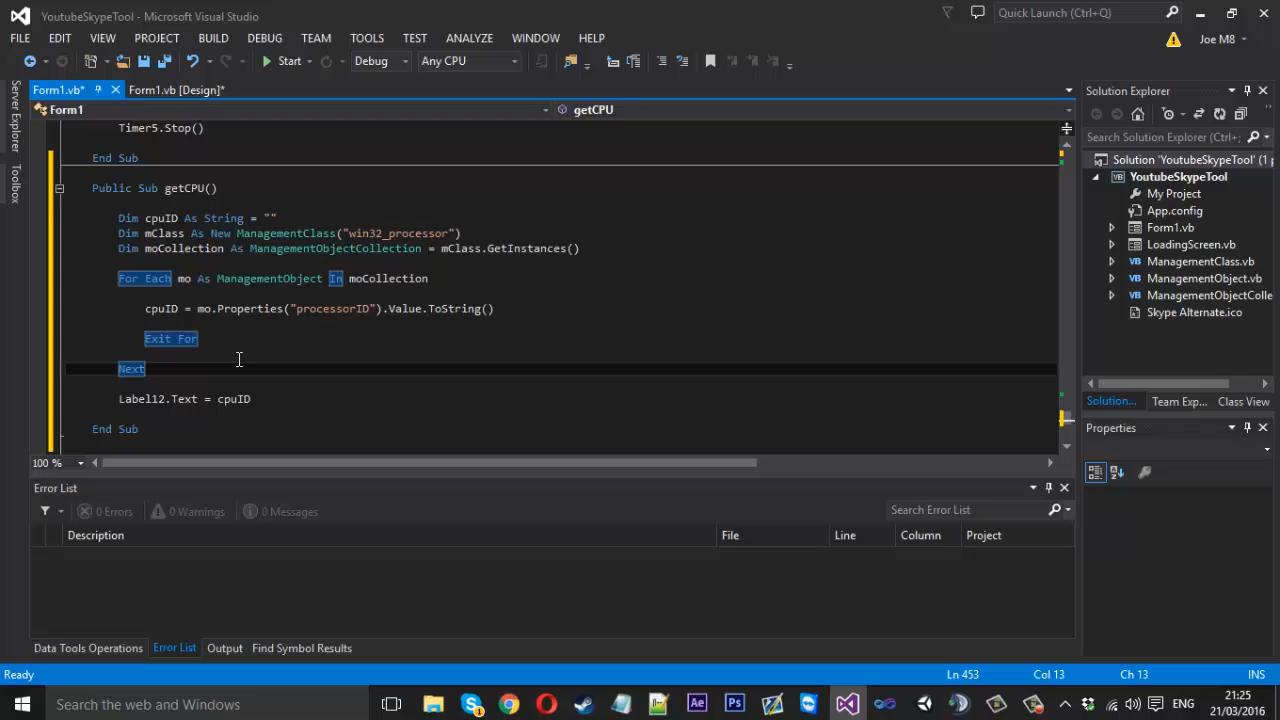 YoutubeSkypeTool - Microsoft Visual Studio
Quick Launch (Ctrl+Q)
FILE EDIT VIEW PROJECT BUILD DEBUG TEAM TOOLS TEST ANALYZE WINDOW HELP
Joe M8
Start Debug Any CPU
Form1.vb* Form1.vb [Design]*
Form1 getCPU
Server Explorer
Toolbox
Timer5.Stop()
End Sub
Public Sub getCPU()
Dim cpuID As String = ""
Dim mClass As New ManagementClass("win32_processor")
Dim moCollection As ManagementObjectCollection = mClass.GetInstances()
For Each mo As ManagementObject In moCollection
cpuID = mo.Properties("processorID").Value.ToString()
Exit For
Next
Label12.Text = cpuID
End Sub
100 %
Solution Explorer
Search Solution Explorer (Ctrl+;
Solution 'YoutubeSkypeTool' (1 p
YoutubeSkypeTool
My Project
App.config
Form1.vb
LoadingScreen.vb
ManagementClass.vb
ManagementObject.vb
ManagementObjectColle
Skype Alternate.ico
Solution... Team Exp... Class View
Properties
Error List
0 Errors 0 Warnings 0 Messages
Search Error List
Description File Line Column Project
Data Tools Operations Error List Output Find Symbol Results
Ready Ln 453 Col 13 Ch 13 INS
Search the web and Windows
ENG
21:25
21/03/2016